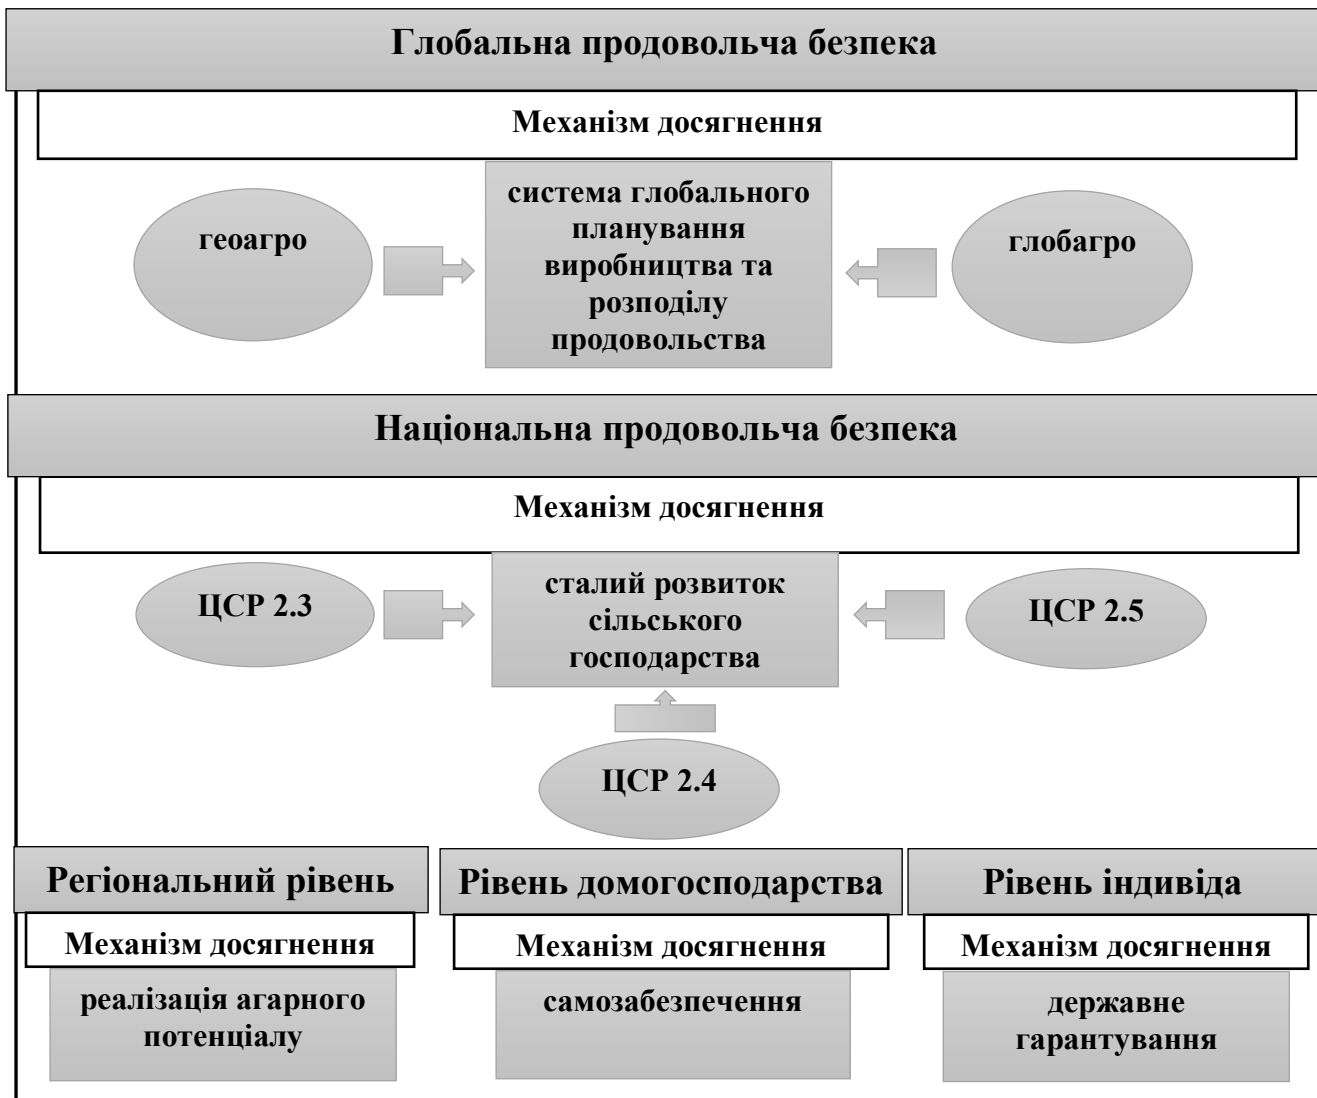 Глобальна продовольча безпека
Механізм досягнення
геоагро
система глобального
планування
виробництва та
розподілу
продовольства
глобагро
Національна продовольча безпека
Механізм досягнення
ЦСР 2.3
сталий розвиток
сільського
господарства
ЦСР 2.5
ЦСР 2.4
Регіональний рівень
Механізм досягнення
реалізація агарного
потенціалу
Рівень домогосподарства
Механізм досягнення
самозабезпечення
Рівень індивіда
Механізм досягнення
державне
гарантування